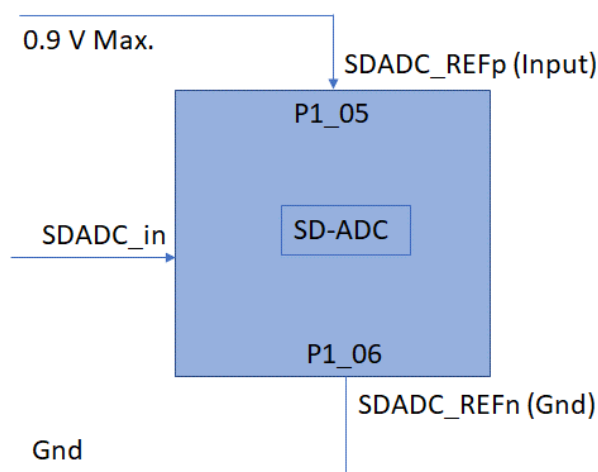 0.9 V Max.
SDADC_REFp (Input)
P1_05
SDADC_in
SD-ADC
P1_06
SDADC_REFn (Gnd)
Gnd